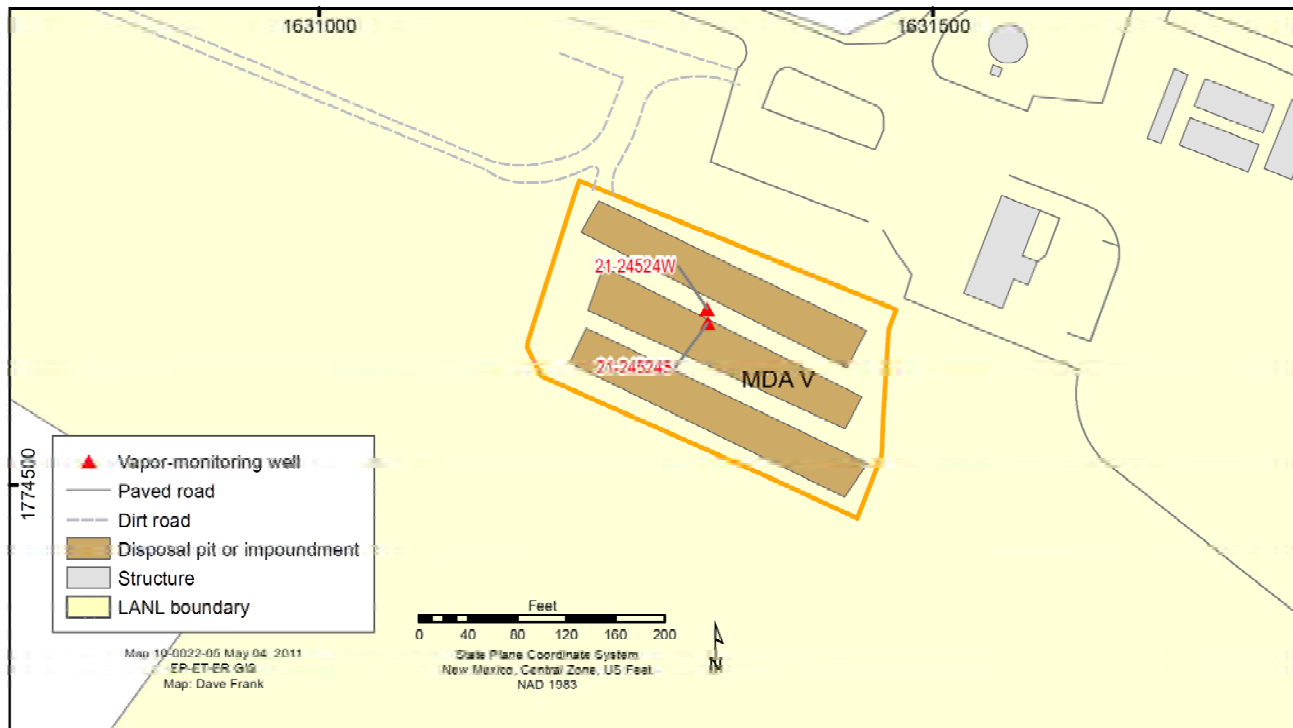 1631000
1631500
21-24524W
21-24524S
MDA V
1774500
Vapor-monitoring well
Paved road
Dirt road
Disposal pit or impoundment
Structure
LANL boundary
Feet
0 40 80 120 160 200
Map 10-0022-05 May 04, 2011
EP-ET-ER GIS
Map: Dave Frank
State Plane Coordinate System
New Mexico, Central Zone, US Feet
NAD 1983
N